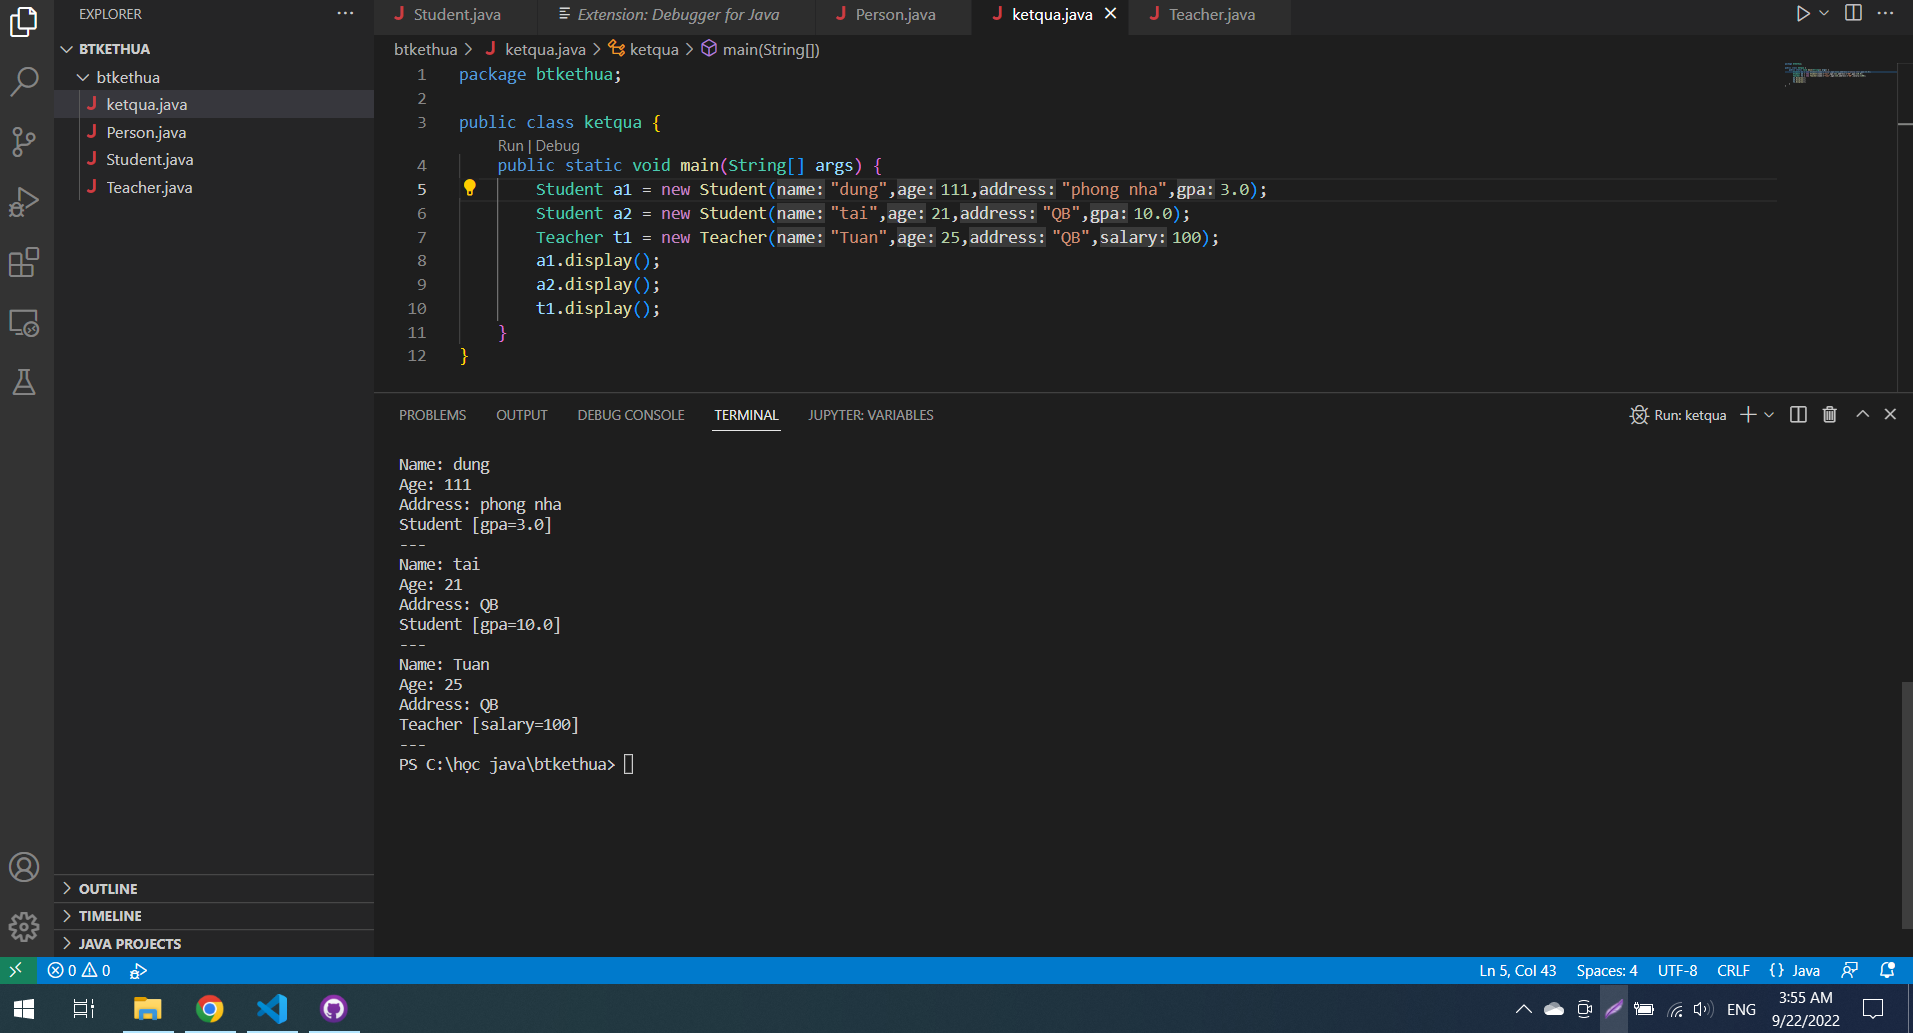 EXPLORER
BTKETHUA
btkethua
ketqua.java
Person.java
Student.java
Teacher.java
OUTLINE
TIMELINE
JAVA PROJECTS
Student.java
Extension: Debugger for Java
Person.java
ketqua.java
Teacher.java
btkethua > ketqua.java > ketqua > main(String[])
1 package btkethua;
2
3 public class ketqua {
Run | Debug
4 public static void main(String[] args) {
5 Student a1 = new Student(name: "dung",age: 111,address: "phong nha",gpa: 3.0);
6 Student a2 = new Student(name: "tai",age: 21,address: "QB",gpa: 10.0);
7 Teacher t1 = new Teacher(name: "Tuan",age: 25,address: "QB",salary: 100);
8 a1.display();
9 a2.display();
10 t1.display();
11 }
12 }
PROBLEMS OUTPUT DEBUG CONSOLE TERMINAL JUPYTER: VARIABLES
Run: ketqua
Name: dung
Age: 111
Address: phong nha
Student [gpa=3.0]
---
Name: tai
Age: 21
Address: QB
Student [gpa=10.0]
---
Name: Tuan
Age: 25
Address: QB
Teacher [salary=100]
---
PS C:\học java\btkethua>
0 0
Ln 5, Col 43 Spaces: 4 UTF-8 CRLF {} Java
ENG
3:55 AM
9/22/2022